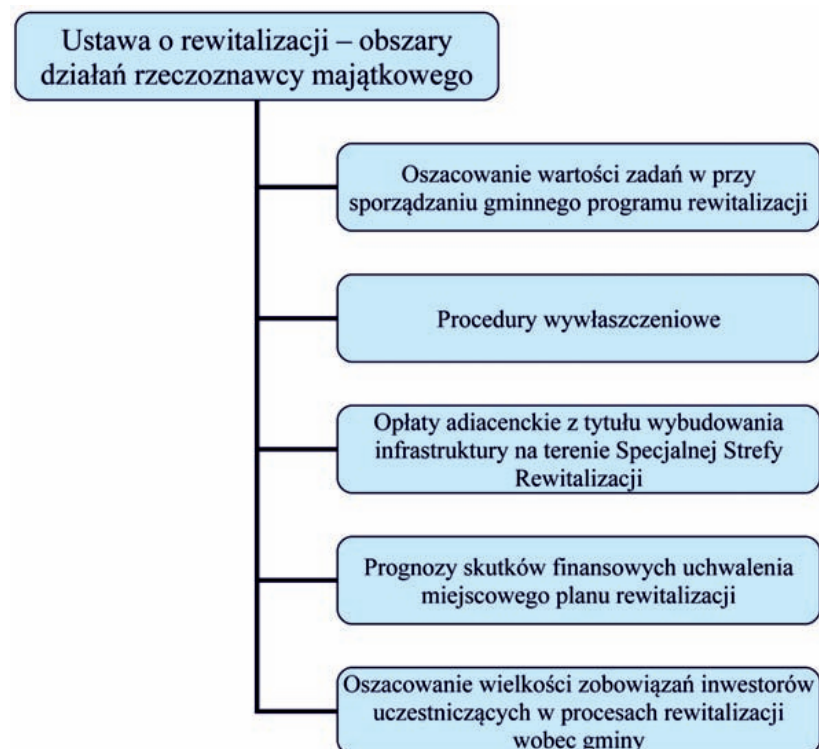 Ustawa o rewitalizacji – obszary
działań rzeczoznawcy majątkowego
Oszacowanie wartości zadań w przy
sporządzaniu gminnego programu rewitalizacji
Procedury wywłaszczeniowe
Opłaty adiacenckie z tytułu wybudowania
infrastruktury na terenie Specjalnej Strefy
Rewitalizacji
Prognozy skutków finansowych uchwalenia
miejscowego planu rewitalizacji
Oszacowanie wielkości zobowiązań inwestorów
uczestniczących w procesach rewitalizacji
wobec gminy